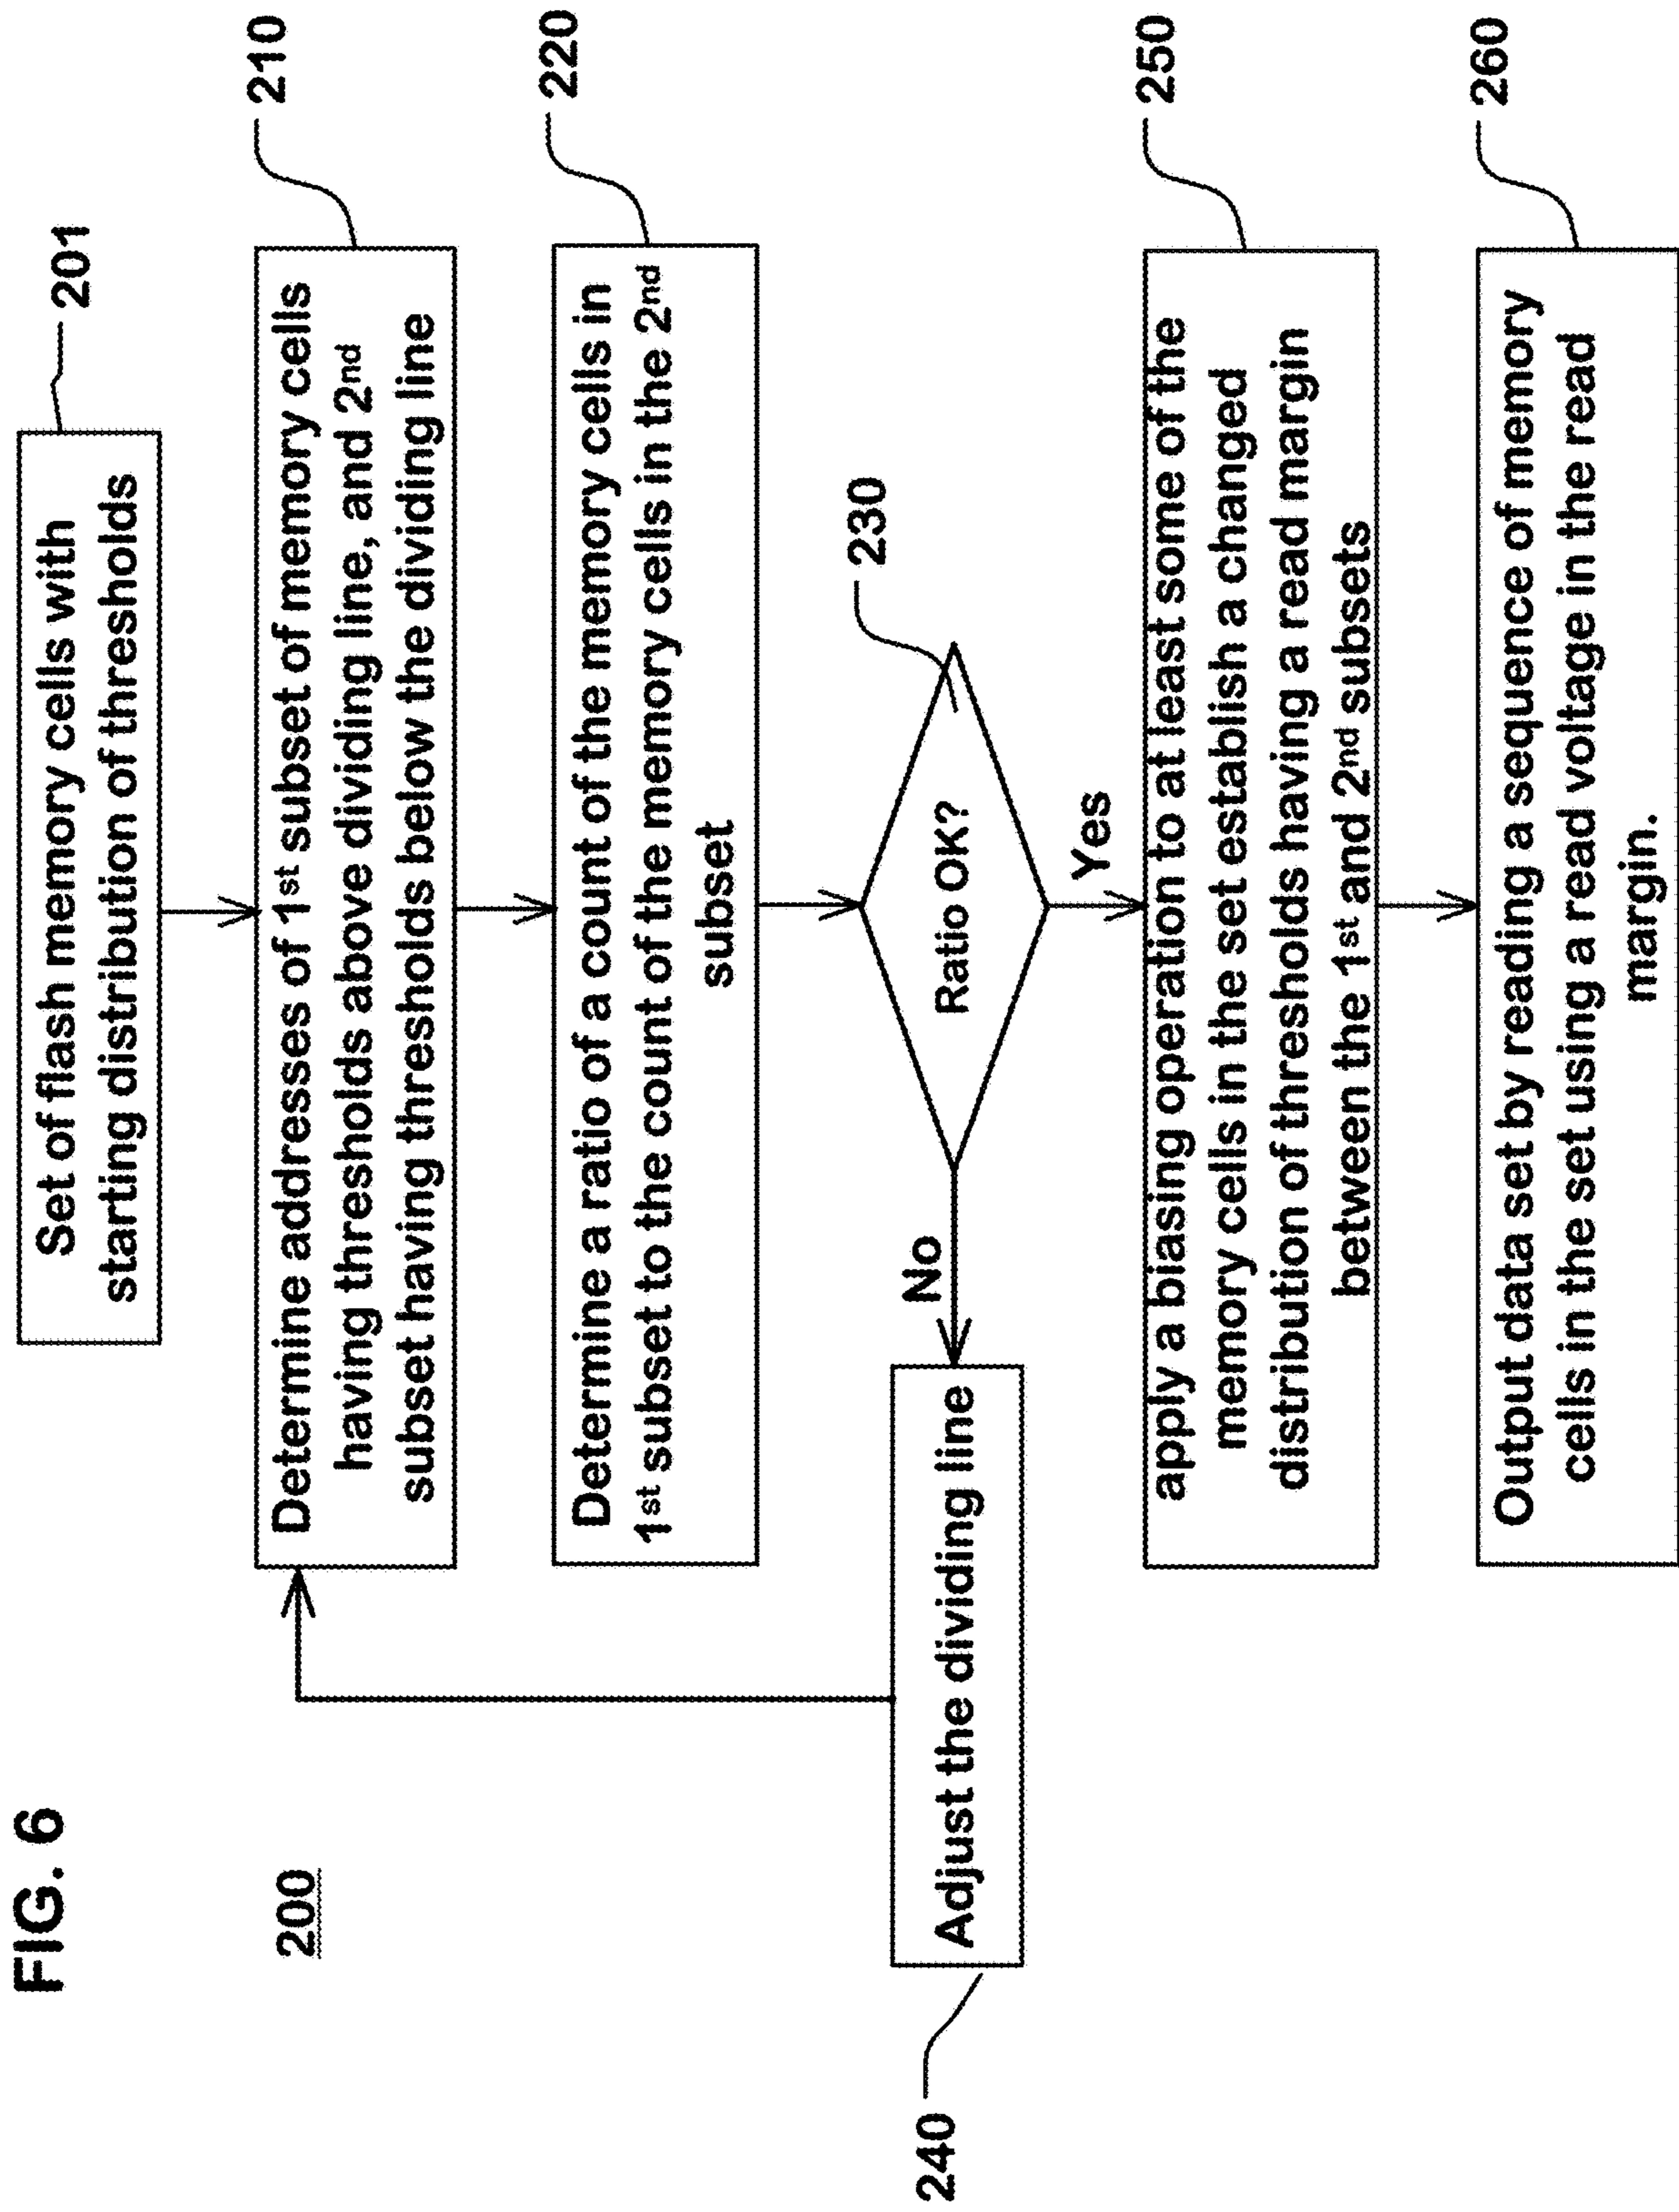 FIG. 6
200
Set of flash memory cells with
starting distribution of thresholds
201
Determine addresses of 1st subset of memory cells
having thresholds above dividing line, and 2nd
subset having thresholds below the dividing line
210
Determine a ratio of a count of the memory cells in
1st subset to the count of the memory cells in the 2nd
subset
220
Ratio OK?
230
No
Adjust the dividing line
240
Yes
apply a biasing operation to at least some of the
memory cells in the set establish a changed
distribution of thresholds having a read margin
between the 1st and 2nd subsets
250
Output data set by reading a sequence of memory
cells in the set using a read voltage in the read
margin.
260